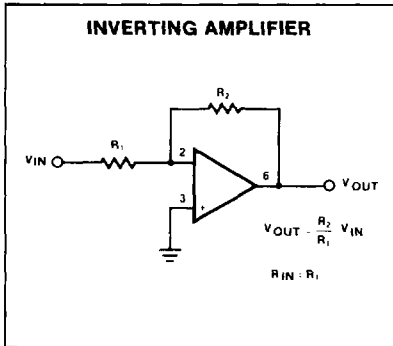 INVERTING AMPLIFIER
R2
R1
2
VIN
6
VOUT
3
+
VOUT - R2/R1 VIN
RIN : R1